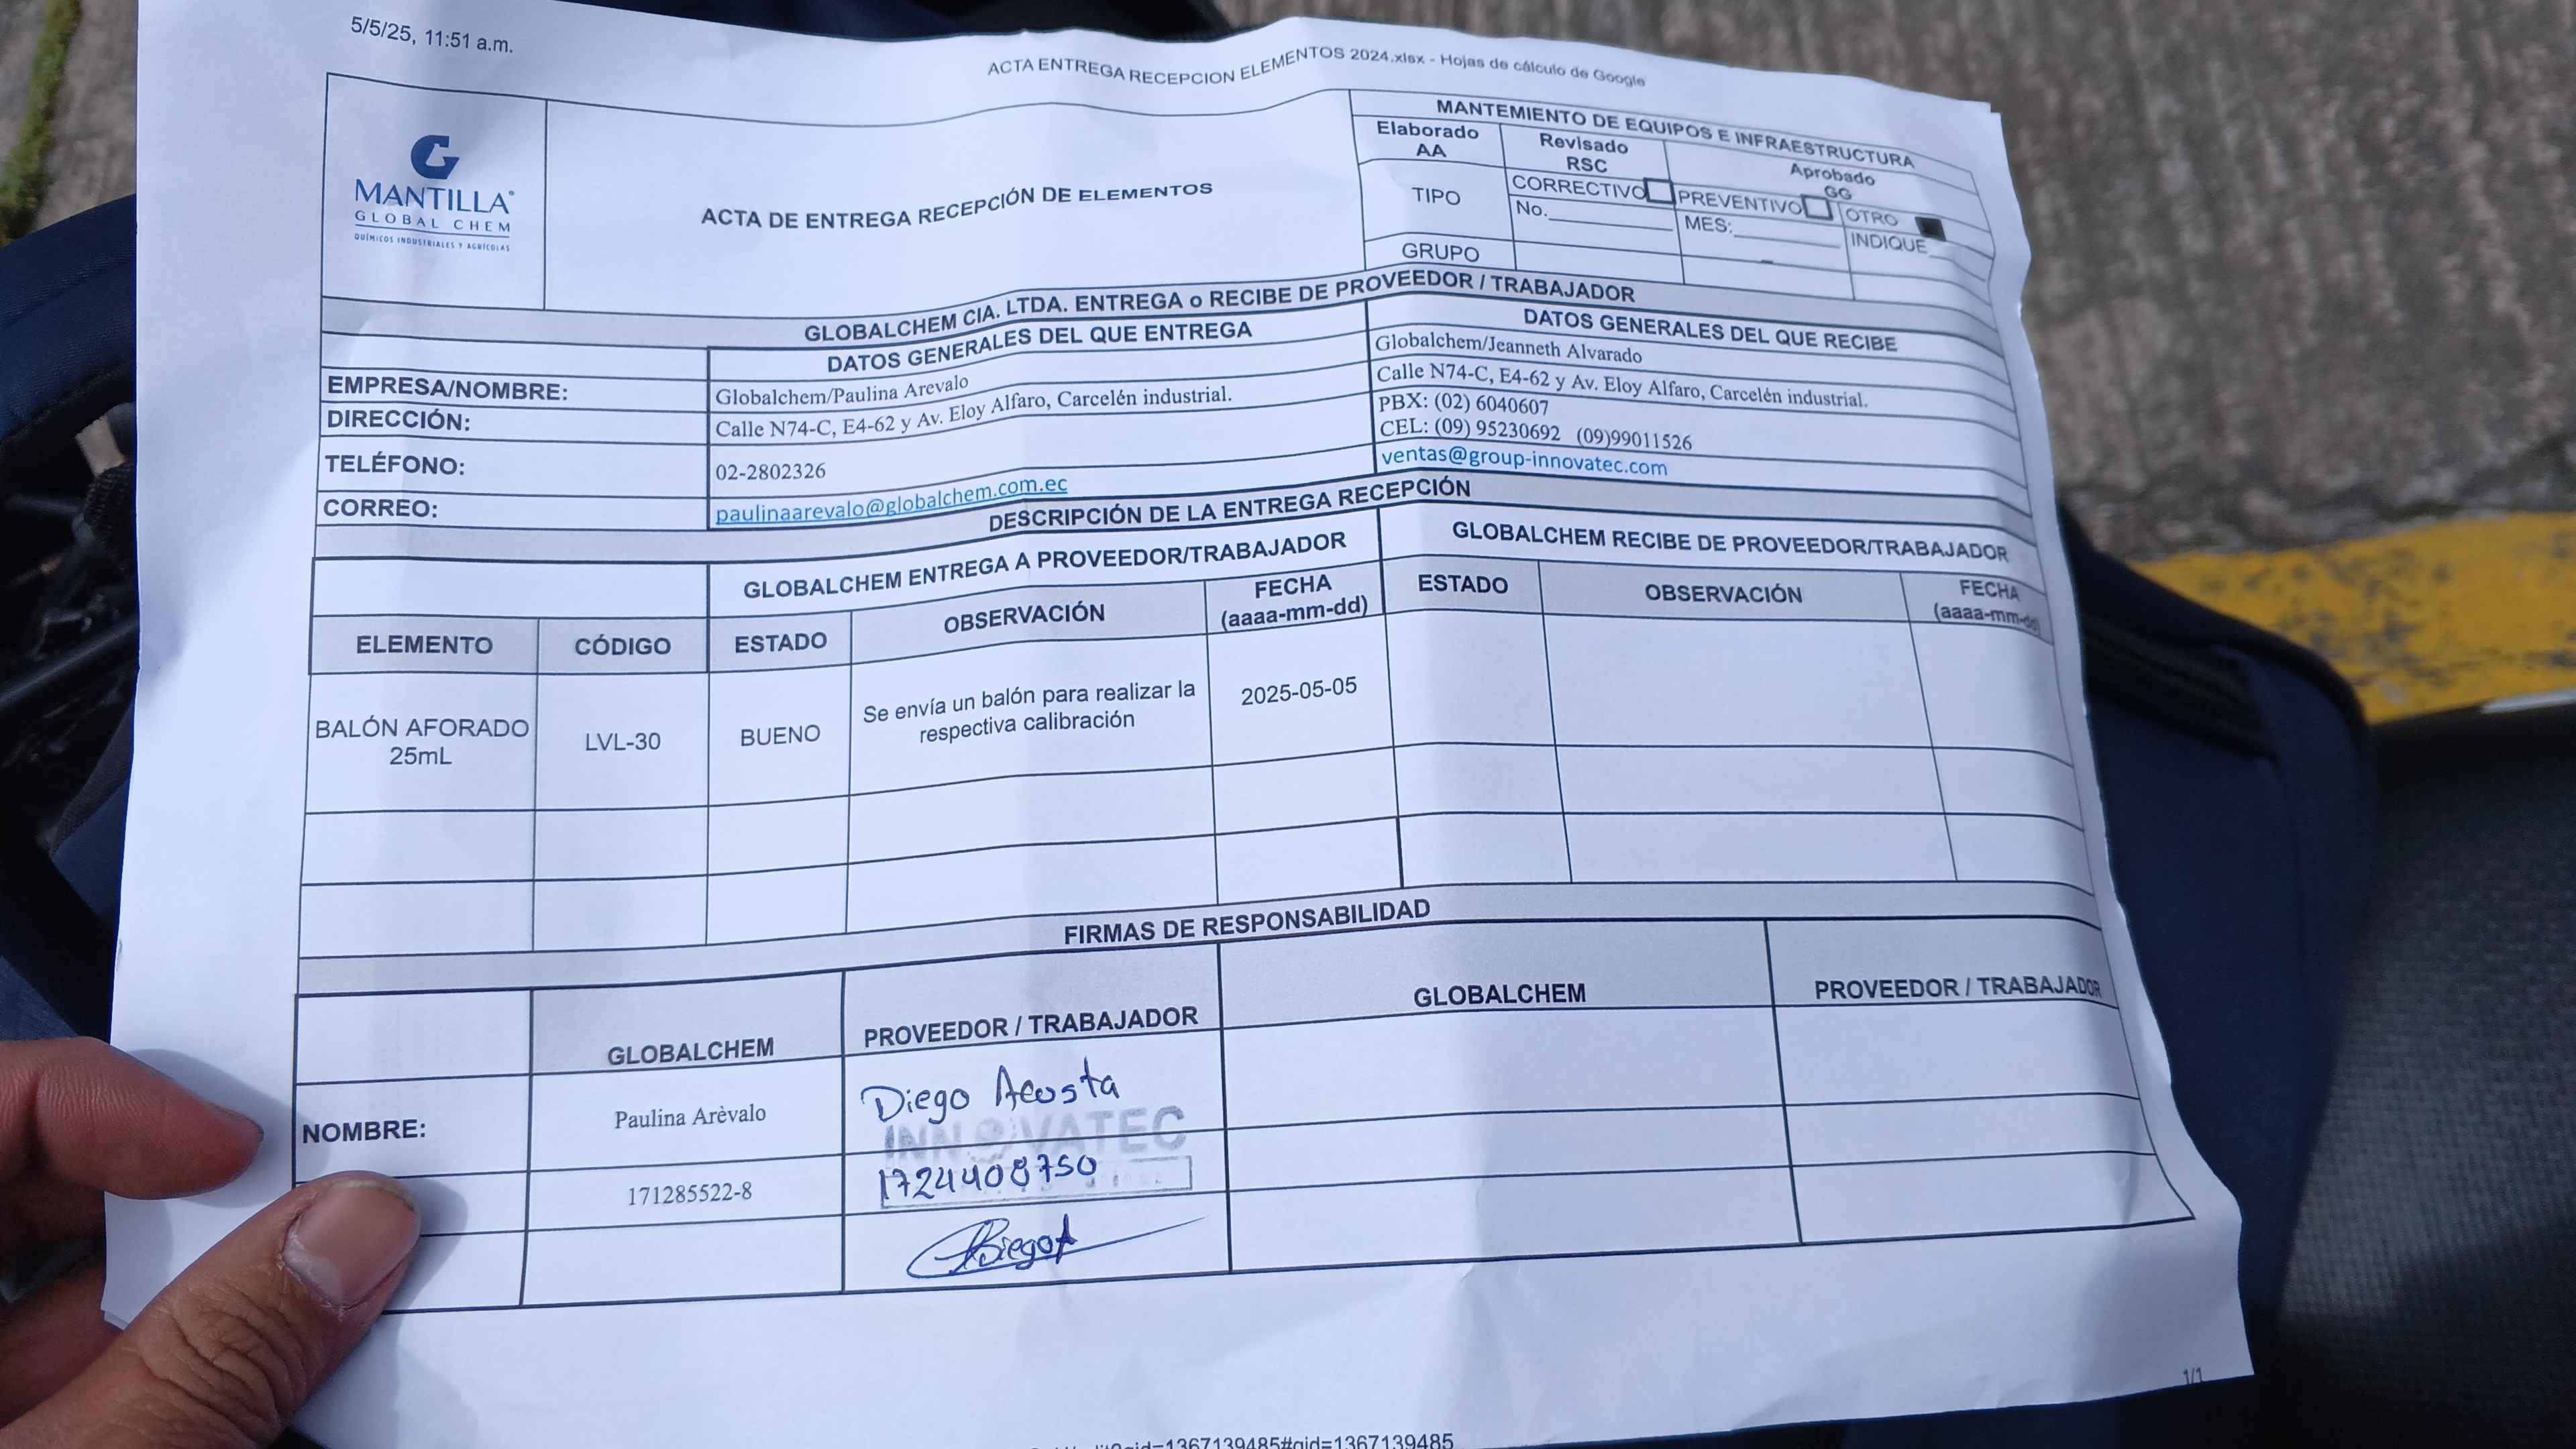 5/5/25, 11:51 a.m.
ACTA ENTREGA RECEPCION ELEMENTOS 2024.xlsx - Hojas de cálculo de Google
MANTILLA
GLOBAL CHEM
QUÍMICOS INDUSTRIALES Y AGRÍCOLAS
ACTA DE ENTREGA RECEPCIÓN DE ELEMENTOS
MANTEMIENTO DE EQUIPOS E INFRAESTRUCTURA
Elaborado AA Revisado RSC Aprobado GG
TIPO CORRECTIVO PREVENTIVO OTRO
No. MES: INDIQUE
GRUPO
GLOBALCHEM CIA. LTDA. ENTREGA o RECIBE DE PROVEEDOR / TRABAJADOR
DATOS GENERALES DEL QUE ENTREGA DATOS GENERALES DEL QUE RECIBE
EMPRESA/NOMBRE: Globalchem/Paulina Arevalo Globalchem/Jeanneth Alvarado
DIRECCIÓN: Calle N74-C, E4-62 y Av. Eloy Alfaro, Carcelén industrial. Calle N74-C, E4-62 y Av. Eloy Alfaro, Carcelén industrial.
TELÉFONO: 02-2802326 PBX: (02) 6040607
CEL: (09) 95230692 (09)99011526
CORREO: paulinaarevalo@globalchem.com.ec ventas@group-innovatec.com
DESCRIPCIÓN DE LA ENTREGA RECEPCIÓN
GLOBALCHEM ENTREGA A PROVEEDOR/TRABAJADOR GLOBALCHEM RECIBE DE PROVEEDOR/TRABAJADOR
ELEMENTO CÓDIGO ESTADO OBSERVACIÓN FECHA (aaaa-mm-dd) ESTADO OBSERVACIÓN FECHA (aaaa-mm-dd)
BALÓN AFORADO 25mL LVL-30 BUENO Se envía un balón para realizar la respectiva calibración 2025-05-05
FIRMAS DE RESPONSABILIDAD
GLOBALCHEM PROVEEDOR / TRABAJADOR GLOBALCHEM PROVEEDOR / TRABAJADOR
NOMBRE: Paulina Arèvalo Diego Acosta
INNOVATEC
171285522-8 1724408750
DiegoA
1/1
gid=1367139485#gid=1367139485